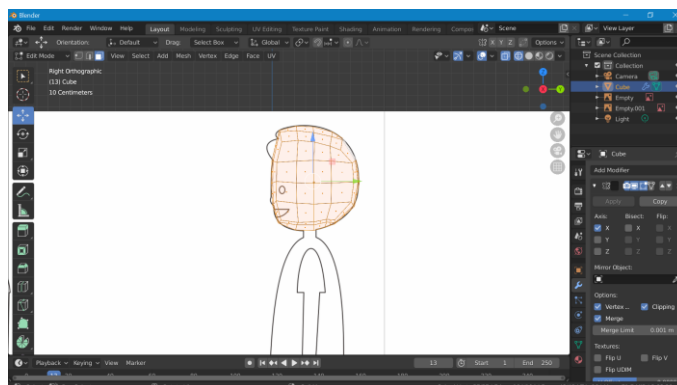 Blender
File Edit Render Window Help Layout Modeling Sculpting UV Editing Texture Paint Shading Animation Rendering Compos Scene View Layer
Orientation: Default Drag: Select Box Global X Y Z Options
Edit Mode View Select Add Mesh Vertex Edge Face UV
Right Orthographic
(13) Cube
10 Centimeters
Scene Collection
Collection
Camera
Cube
Empty
Empty.001
Light
Cube
Add Modifier
Apply Copy
Axis: Bisect: Flip:
X X X
Y Y Y
Z Z Z
Mirror Object:
Options:
Vertex ... Clipping
Merge
Merge Limit 0.001 m
Textures:
Flip U Flip V
Flip UDIM
Playback Keying View Marker 13 Start 1 End 250